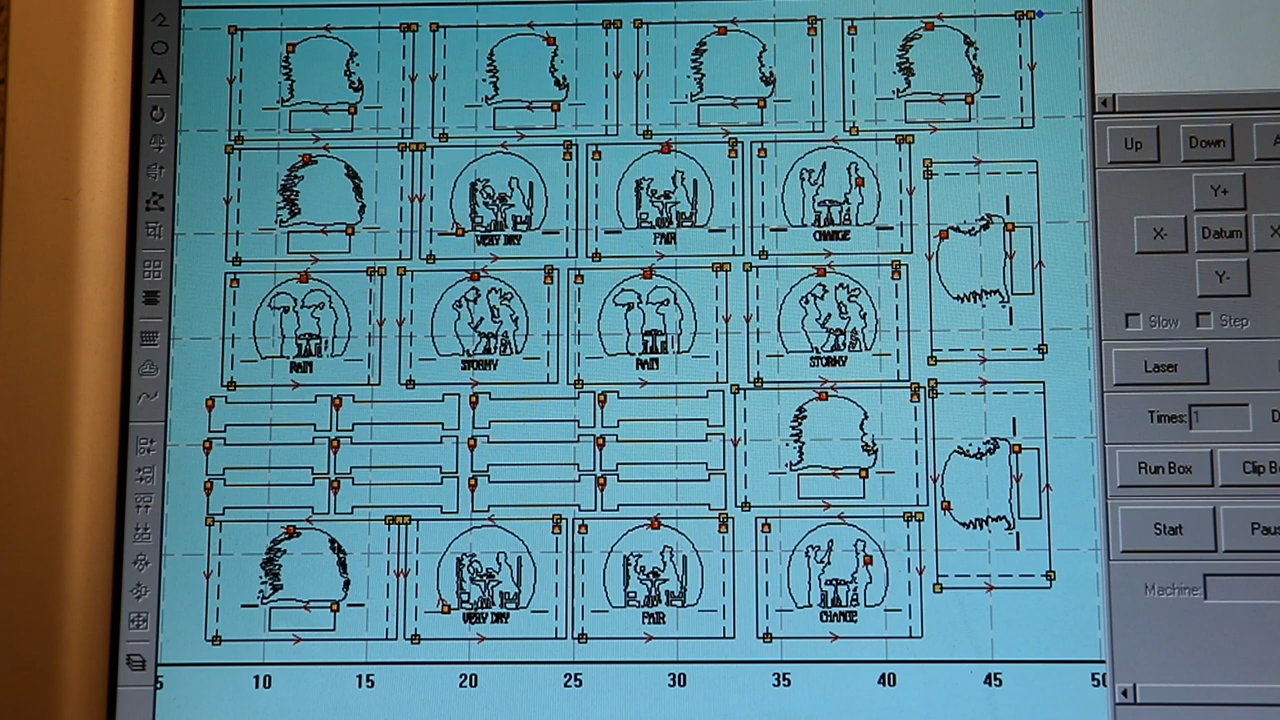 A
Up Down
Y+
X- Datum
Y-
VERY DRY FAIR CHANGE
Slow Step
RAIN STORMY RAIN STORMY
Laser
Times: 1
Run Box
Start
Machine:
VERY DRY FAIR CHANGE
5 10 15 20 25 30 35 40 45 50